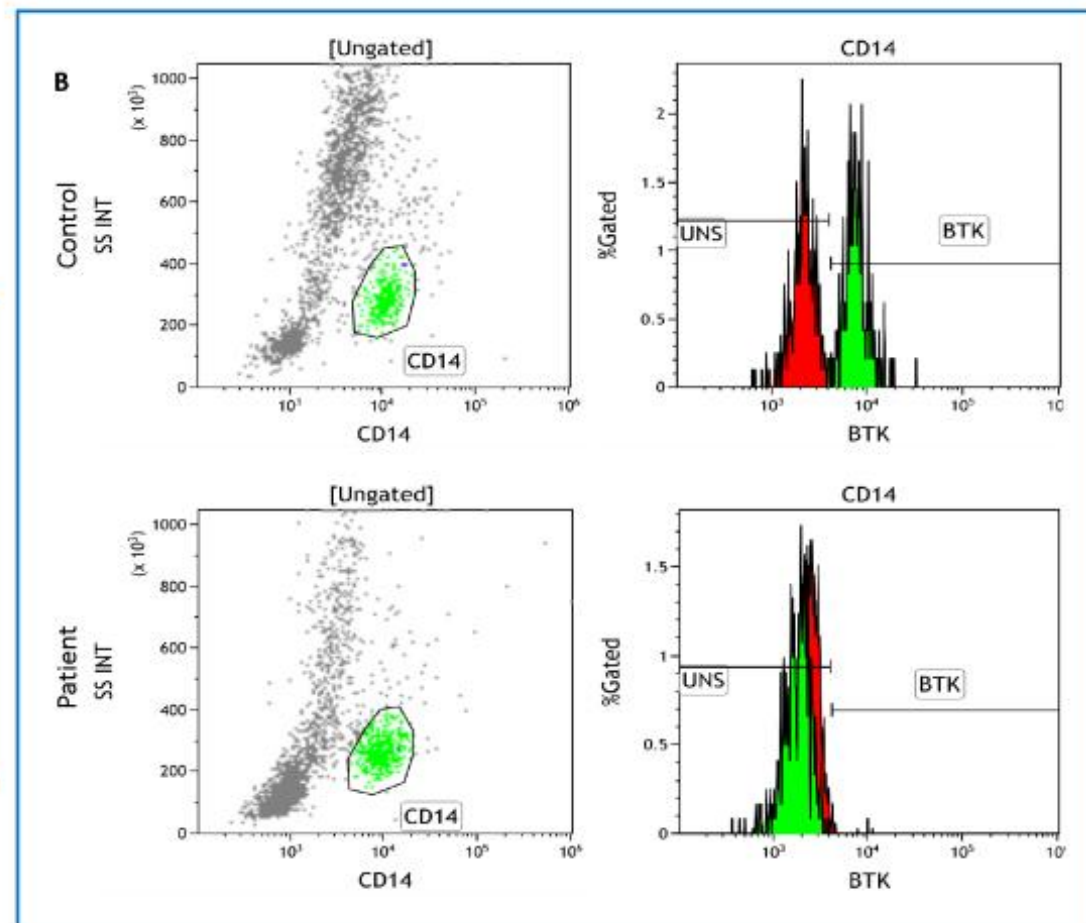 B
[Ungated]
(x 10³)
Control
SS INT
1000
800
600
400
200
0
CD14
10³
10⁴
10⁵
10⁶
CD14
CD14
%Gated
2
1.5
1
0.5
0
UNS
BTK
10³
10⁴
10⁵
BTK
[Ungated]
(x 10³)
Patient
SS INT
1000
800
600
400
200
0
CD14
10³
10⁴
10⁵
10⁶
CD14
CD14
%Gated
1.5
1
0.5
0
UNS
BTK
10³
10⁴
10⁵
BTK